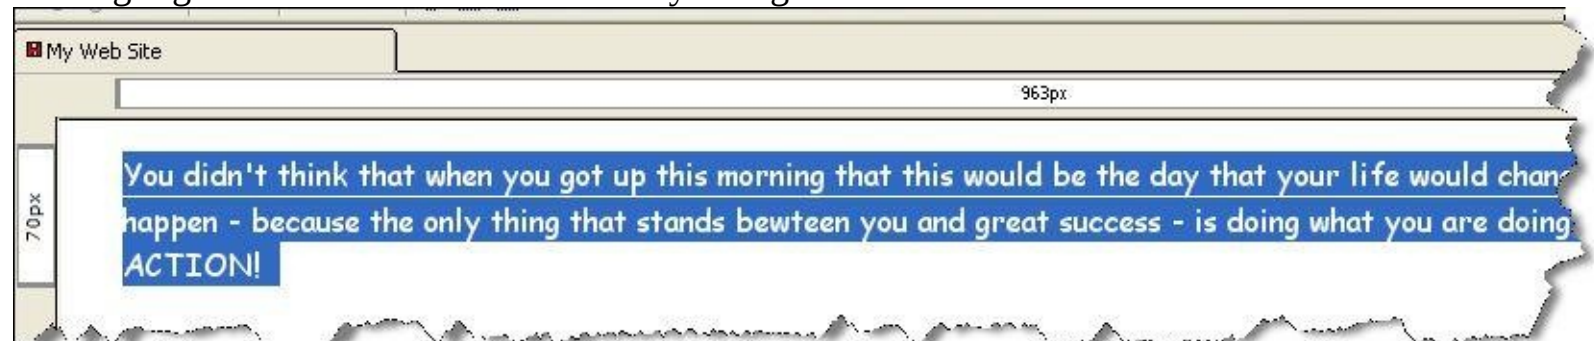 My Web Site
963px
70px
You didn't think that when you got up this morning that this would be the day that your life would
happen - because the only thing that stands bewteen you and great success - is doing what you are doing
ACTION!